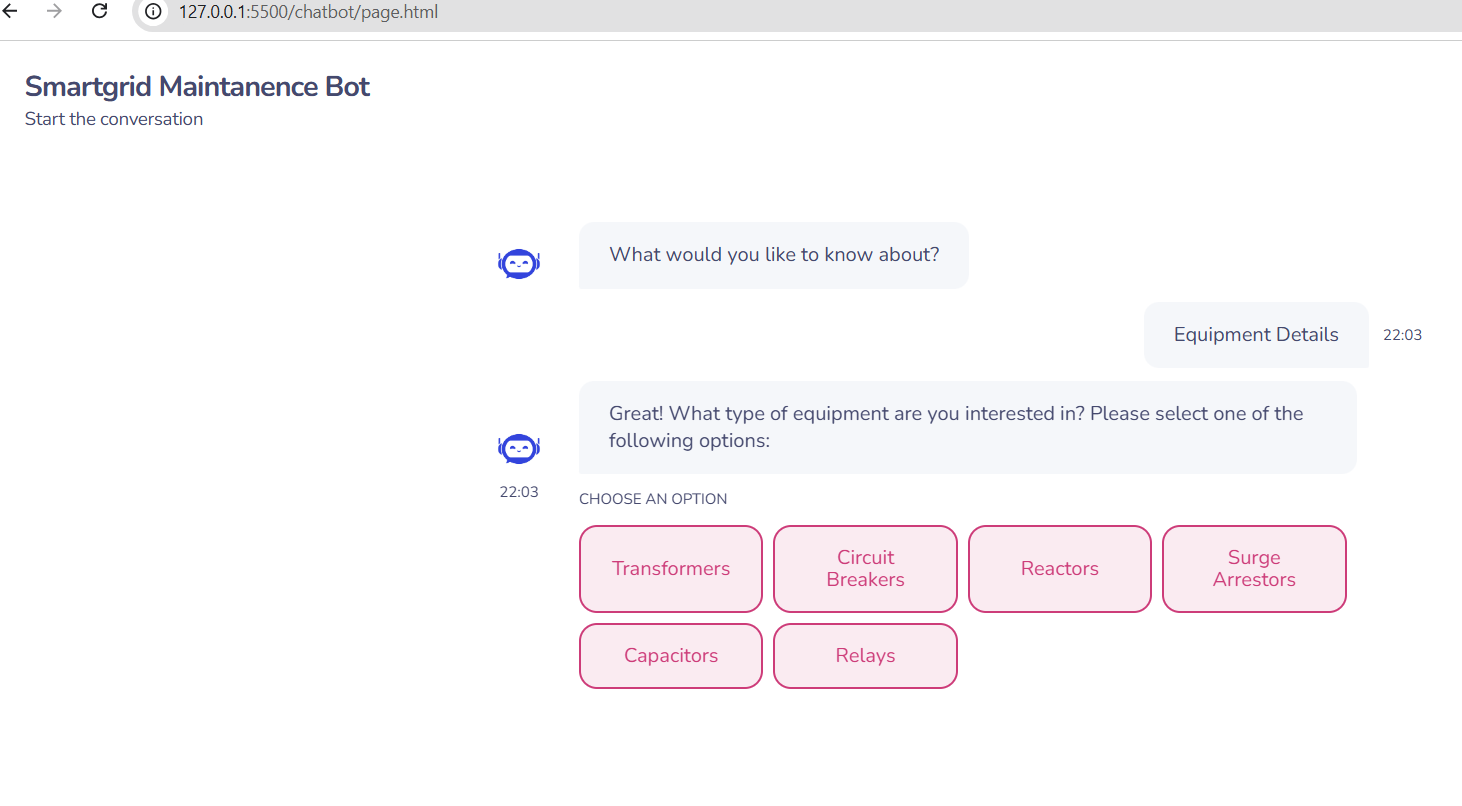 127.0.0.1:5500/chatbot/page.html
Smartgrid Maintanence Bot
Start the conversation
What would you like to know about?
Equipment Details
22:03
Great! What type of equipment are you interested in? Please select one of the
following options:
22:03
CHOOSE AN OPTION
Transformers
Circuit
Breakers
Reactors
Surge
Arrestors
Capacitors
Relays